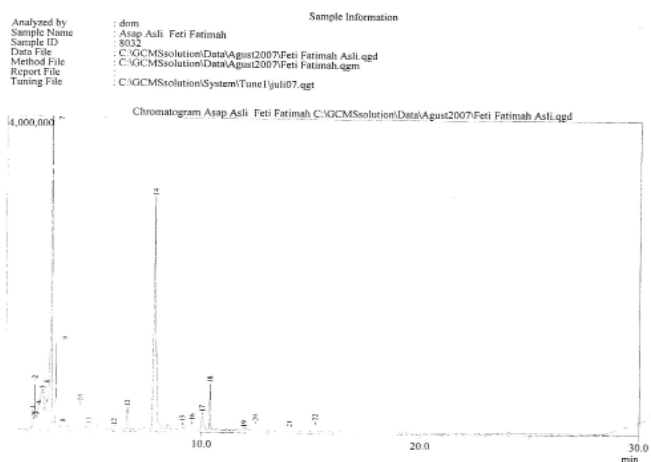 Sample Information
Analyzed by : dom
Sample Name : Asap Asli Feti Fatimah
Sample ID : 8032
Data File : C:\GCMSsolution\Data\Agust2007\Feti Fatimah Asli.qgd
Method File : C:\GCMSsolution\Data\Agust2007\Feti Fatimah.qgm
Report File :
Tuning File : C:\GCMSsolution\System\Tune1\juli07.qgt
Chromatogram Asap Asli Feti Fatimah C:\GCMSsolution\Data\Agust2007\Feti Fatimah Asli.qgd
4,000,000
7
14
9
2
18
10
13
17
8
11
12
15
16
19
20
21
22
10.0
20.0
30.0
min